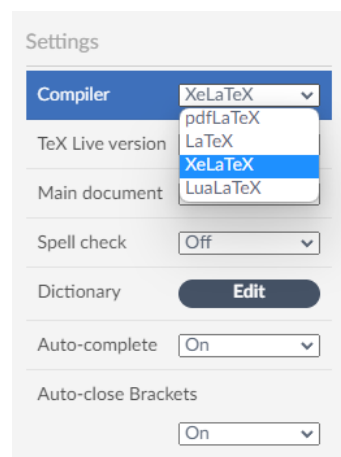 Settings
Compiler XeLaTeX
pdfLaTeX
TeX Live version LaTeX
XeLaTeX
Main document LuaLaTeX
Spell check Off
Dictionary Edit
Auto-complete On
Auto-close Brackets
On